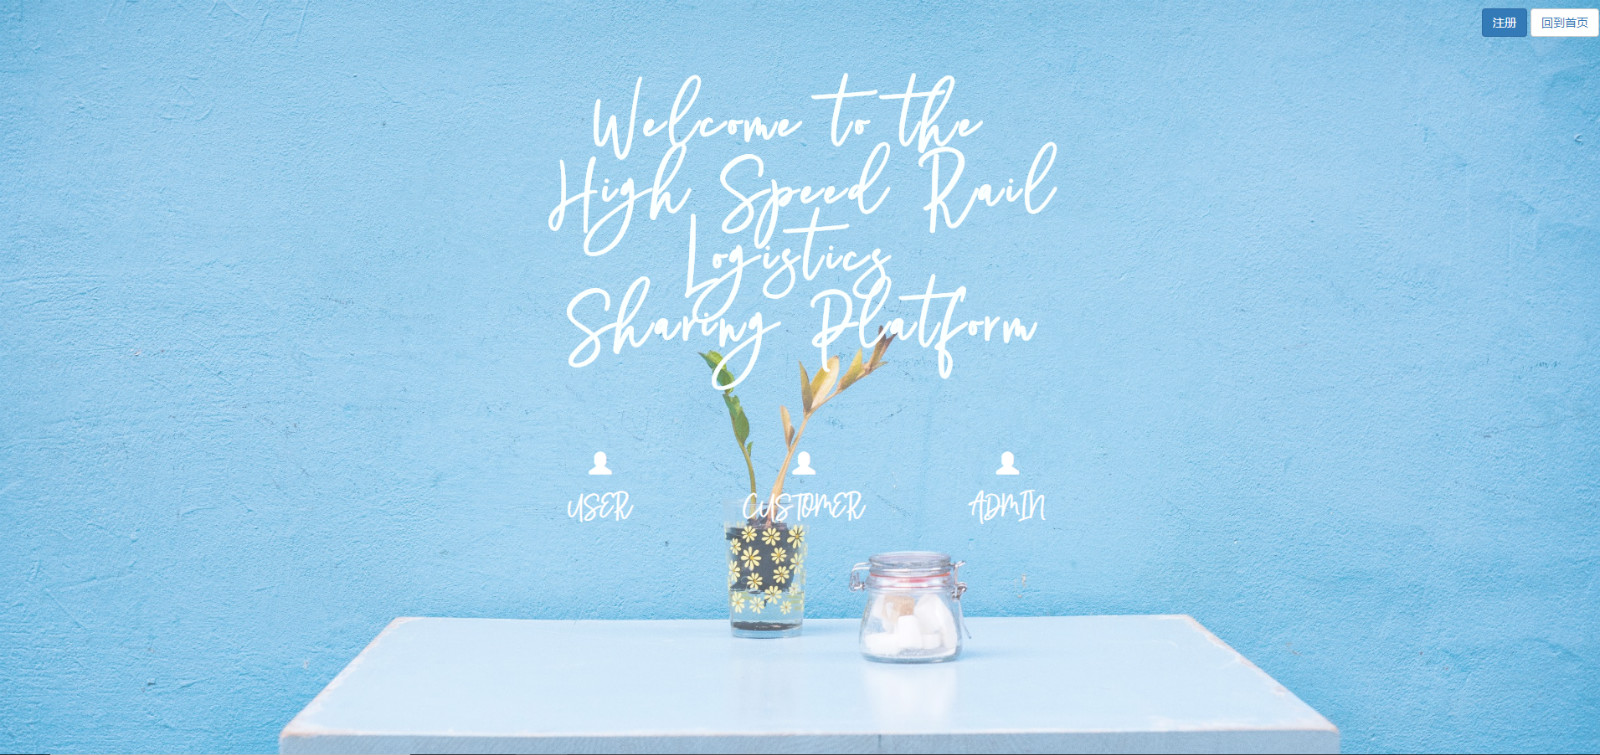 注册 回到首页
Welcome to the
High Speed Rail
Logistics
Sharing Platform
USER CUSTOMER ADMIN